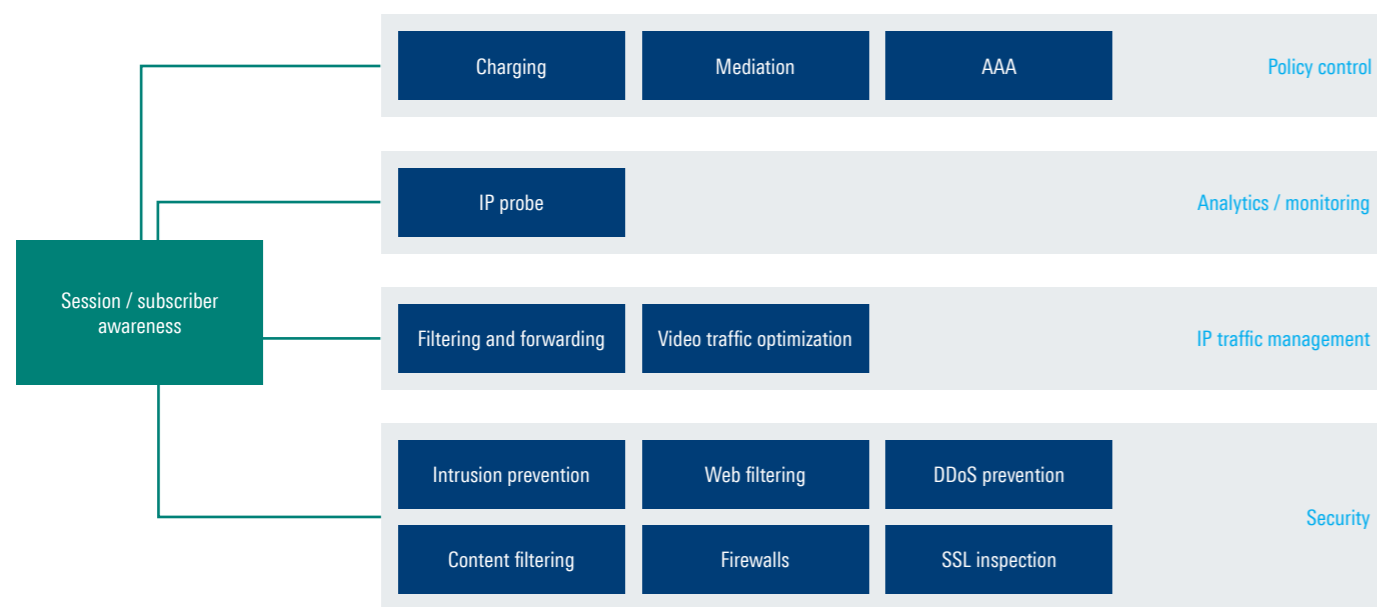 Charging
Mediation
AAA
Policy control
IP probe
Analytics / monitoring
Session / subscriber
awareness
Filtering and forwarding
Video traffic optimization
IP traffic management
Intrusion prevention
Web filtering
DDoS prevention
Security
Content filtering
Firewalls
SSL inspection